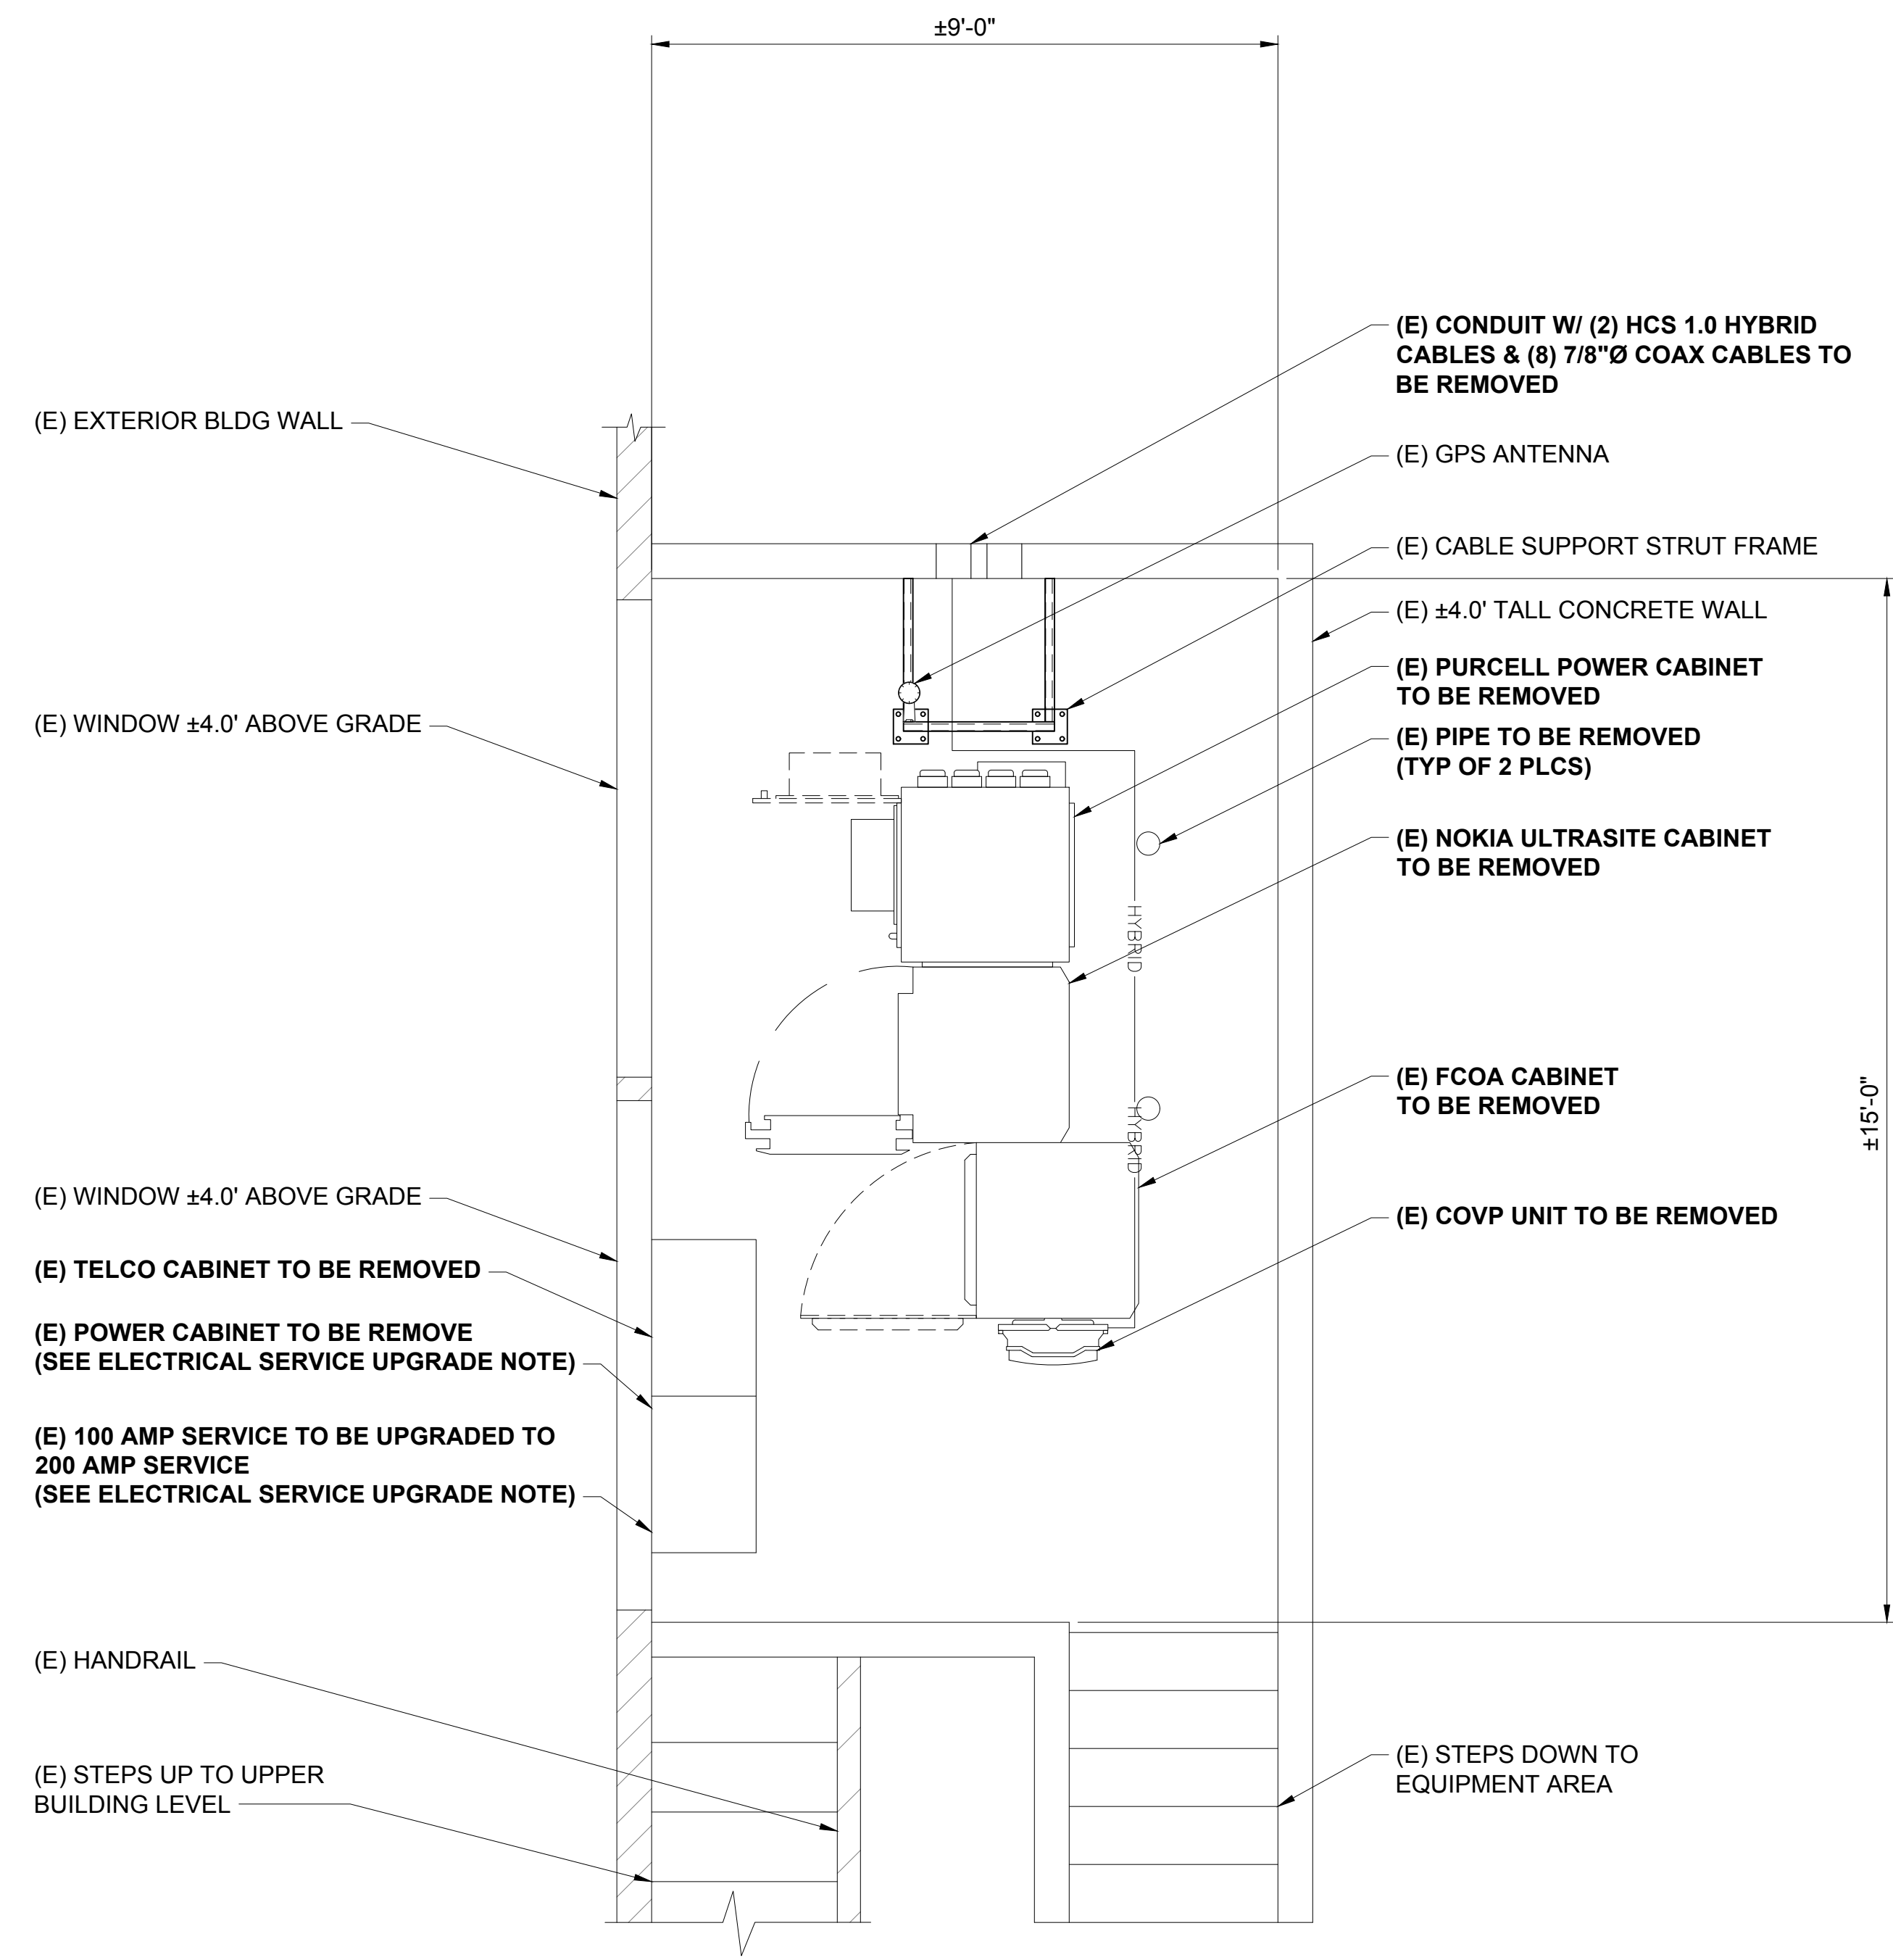 ±9'-0"
(E) CONDUIT W/ (2) HCS 1.0 HYBRID
CABLES & (8) 7/8"Ø COAX CABLES TO
BE REMOVED
(E) EXTERIOR BLDG WALL
(E) GPS ANTENNA
(E) CABLE SUPPORT STRUT FRAME
(E) ±4.0' TALL CONCRETE WALL
(E) PURCELL POWER CABINET
TO BE REMOVED
(E) WINDOW ±4.0' ABOVE GRADE
(E) PIPE TO BE REMOVED
(TYP OF 2 PLCS)
(E) NOKIA ULTRASITE CABINET
TO BE REMOVED
HYBRID
(E) FCOA CABINET
TO BE REMOVED
±15'-0"
HYBRID
(E) WINDOW ±4.0' ABOVE GRADE
(E) COVP UNIT TO BE REMOVED
(E) TELCO CABINET TO BE REMOVED
(E) POWER CABINET TO BE REMOVE
(SEE ELECTRICAL SERVICE UPGRADE NOTE)
(E) 100 AMP SERVICE TO BE UPGRADED TO
200 AMP SERVICE
(SEE ELECTRICAL SERVICE UPGRADE NOTE)
(E) HANDRAIL
(E) STEPS UP TO UPPER
BUILDING LEVEL
(E) STEPS DOWN TO
EQUIPMENT AREA